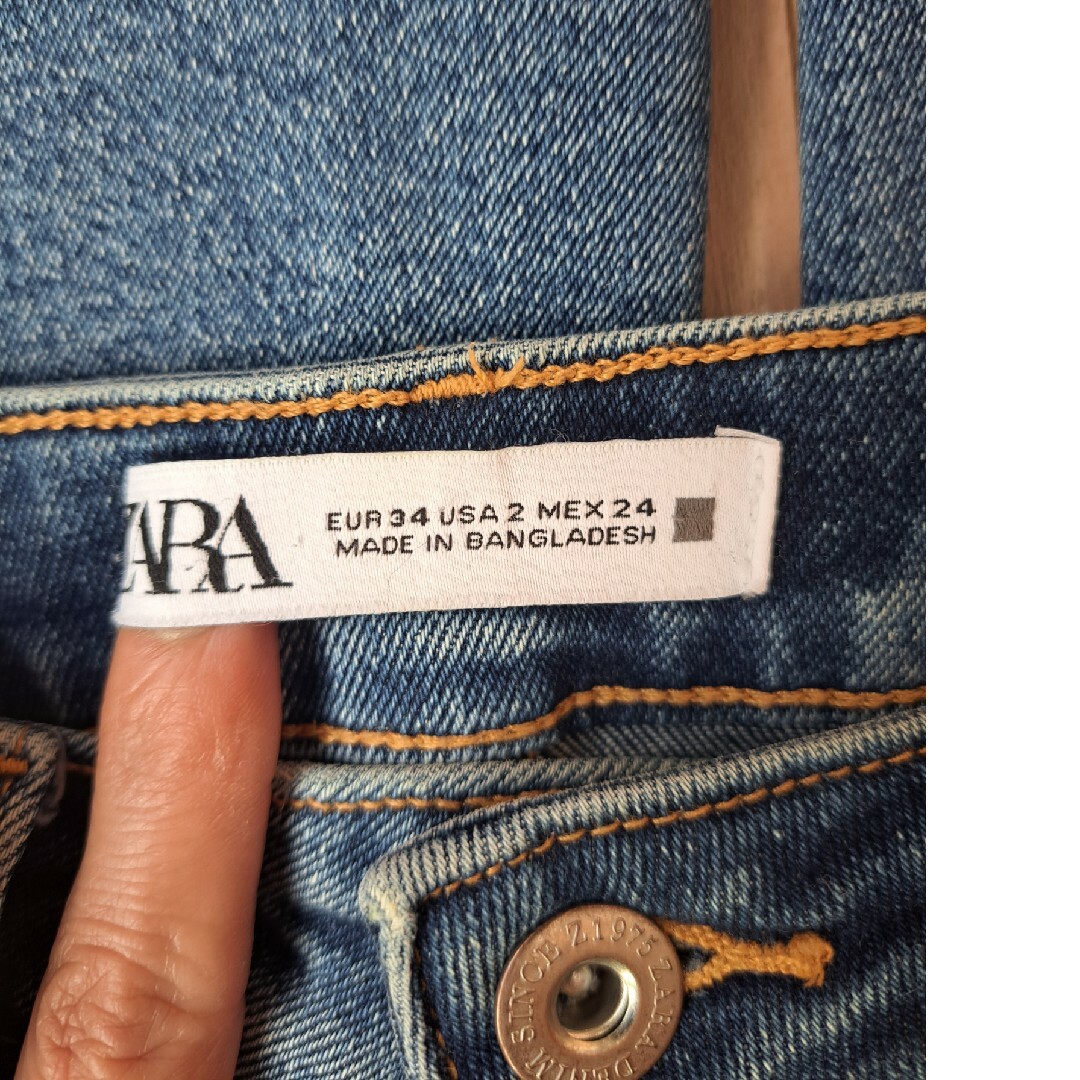 ZARA
EUR 34 USA 2 MEX 24
MADE IN BANGLADESH
SINCE Z1975 ZARA DENIM